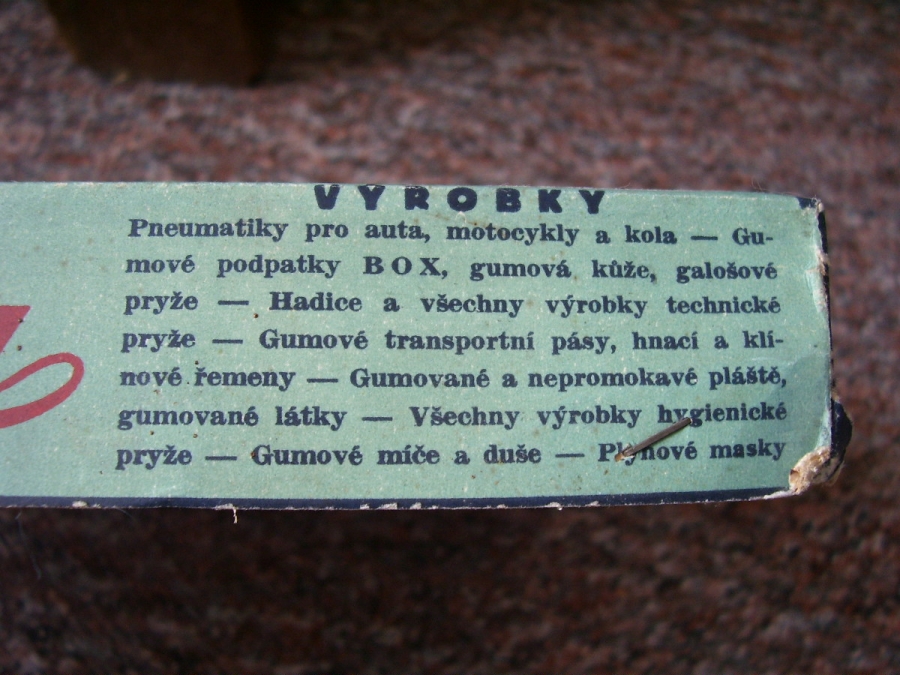 VÝROBKY
Pneumatiky pro auta, motocykly a kola — Gu-
mové podpatky BOX, gumová kůže, galošové
pryže — Hadice a všechny výrobky technické
pryže — Gumové transportní pásy, hnací a klí-
nové řemeny — Gumované a nepromokavé pláště,
gumované látky — Všechny výrobky hygienické
pryže — Gumové míče a duše — Plynové masky